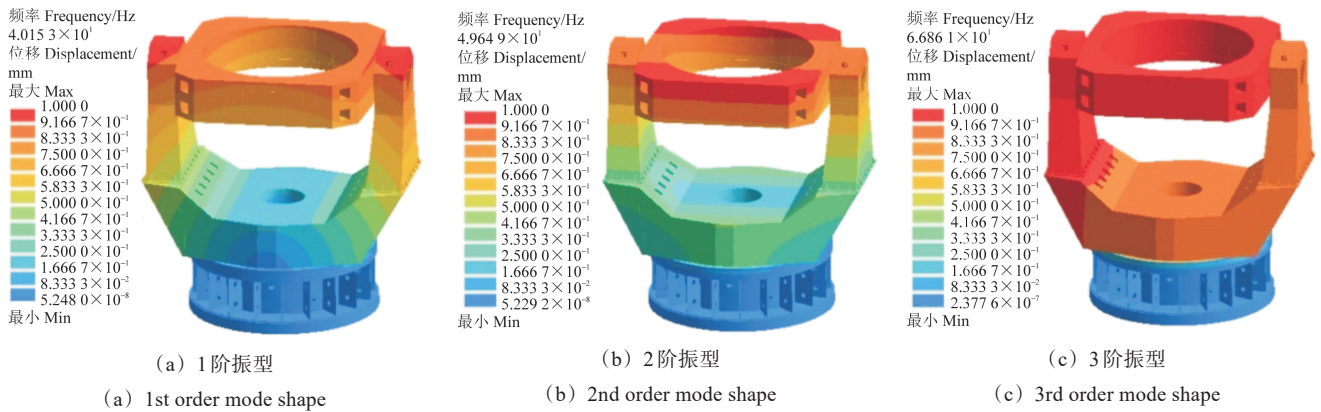 频率 Frequency/Hz
4.015 3×10¹
位移 Displacement/
mm
最大 Max
1.000 0
9.166 7×10⁻¹
8.333 3×10⁻¹
7.500 0×10⁻¹
6.666 7×10⁻¹
5.833 3×10⁻¹
5.000 0×10⁻¹
4.166 7×10⁻¹
3.333 3×10⁻¹
2.500 0×10⁻¹
1.666 7×10⁻¹
8.333 3×10⁻²
5.248 0×10⁻⁸
最小 Min
(a) 1阶振型
(a) 1st order mode shape
频率 Frequency/Hz
4.964 9×10¹
位移 Displacement/
mm
最大 Max
1.000 0
9.166 7×10⁻¹
8.333 3×10⁻¹
7.500 0×10⁻¹
6.666 7×10⁻¹
5.833 3×10⁻¹
5.000 0×10⁻¹
4.166 7×10⁻¹
3.333 3×10⁻¹
2.500 0×10⁻¹
1.666 7×10⁻¹
8.333 3×10⁻²
5.229 2×10⁻⁸
最小 Min
(b) 2阶振型
(b) 2nd order mode shape
频率 Frequency/Hz
6.686 1×10¹
位移 Displacement/
mm
最大 Max
1.000 0
9.166 7×10⁻¹
8.333 3×10⁻¹
7.500 0×10⁻¹
6.666 7×10⁻¹
5.833 3×10⁻¹
5.000 0×10⁻¹
4.166 7×10⁻¹
3.333 3×10⁻¹
2.500 0×10⁻¹
1.666 7×10⁻¹
8.333 3×10⁻²
2.377 6×10⁻⁷
最小 Min
(c) 3阶振型
(c) 3rd order mode shape